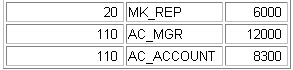 20 MK_REP 6000
110 AC_MGR 12000
110 AC_ACCOUNT 8300